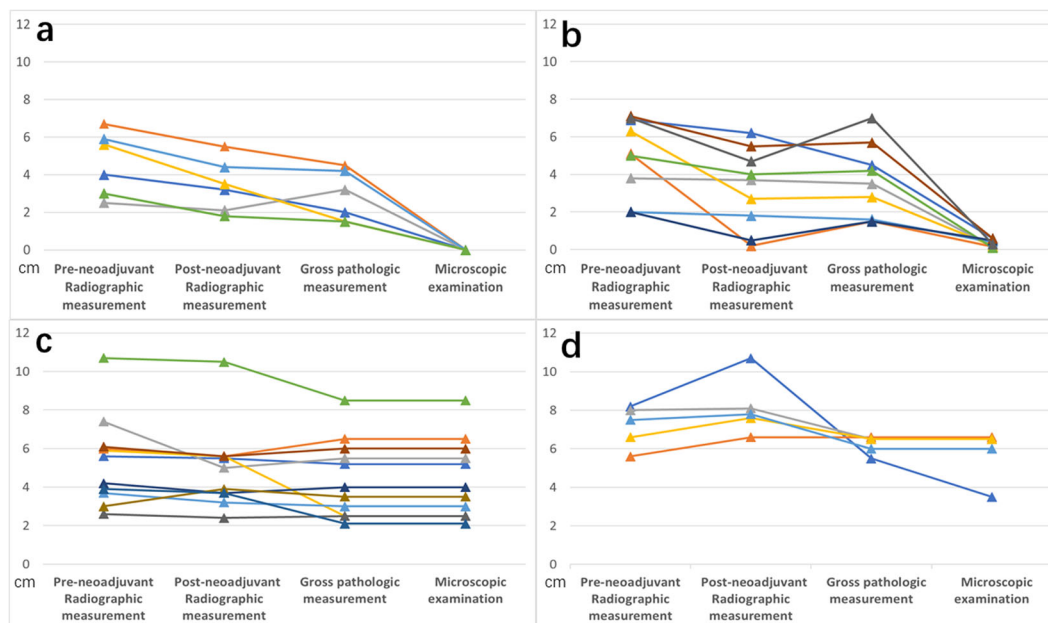 a
12
10
8
6
4
2
0
cm
Pre-neoadjuvant
Radiographic
measurement
Post-neoadjuvant
Radiographic
measurement
Gross pathologic
measurement
Microscopic
examination
b
12
10
8
6
4
2
0
cm
Pre-neoadjuvant
Radiographic
measurement
Post-neoadjuvant
Radiographic
measurement
Gross pathologic
measurement
Microscopic
examination
c
12
10
8
6
4
2
0
cm
Pre-neoadjuvant
Radiographic
measurement
Post-neoadjuvant
Radiographic
measurement
Gross pathologic
measurement
Microscopic
examination
d
12
10
8
6
4
2
0
cm
Pre-neoadjuvant
Radiographic
measurement
Post-neoadjuvant
Radiographic
measurement
Gross pathologic
measurement
Microscopic
examination